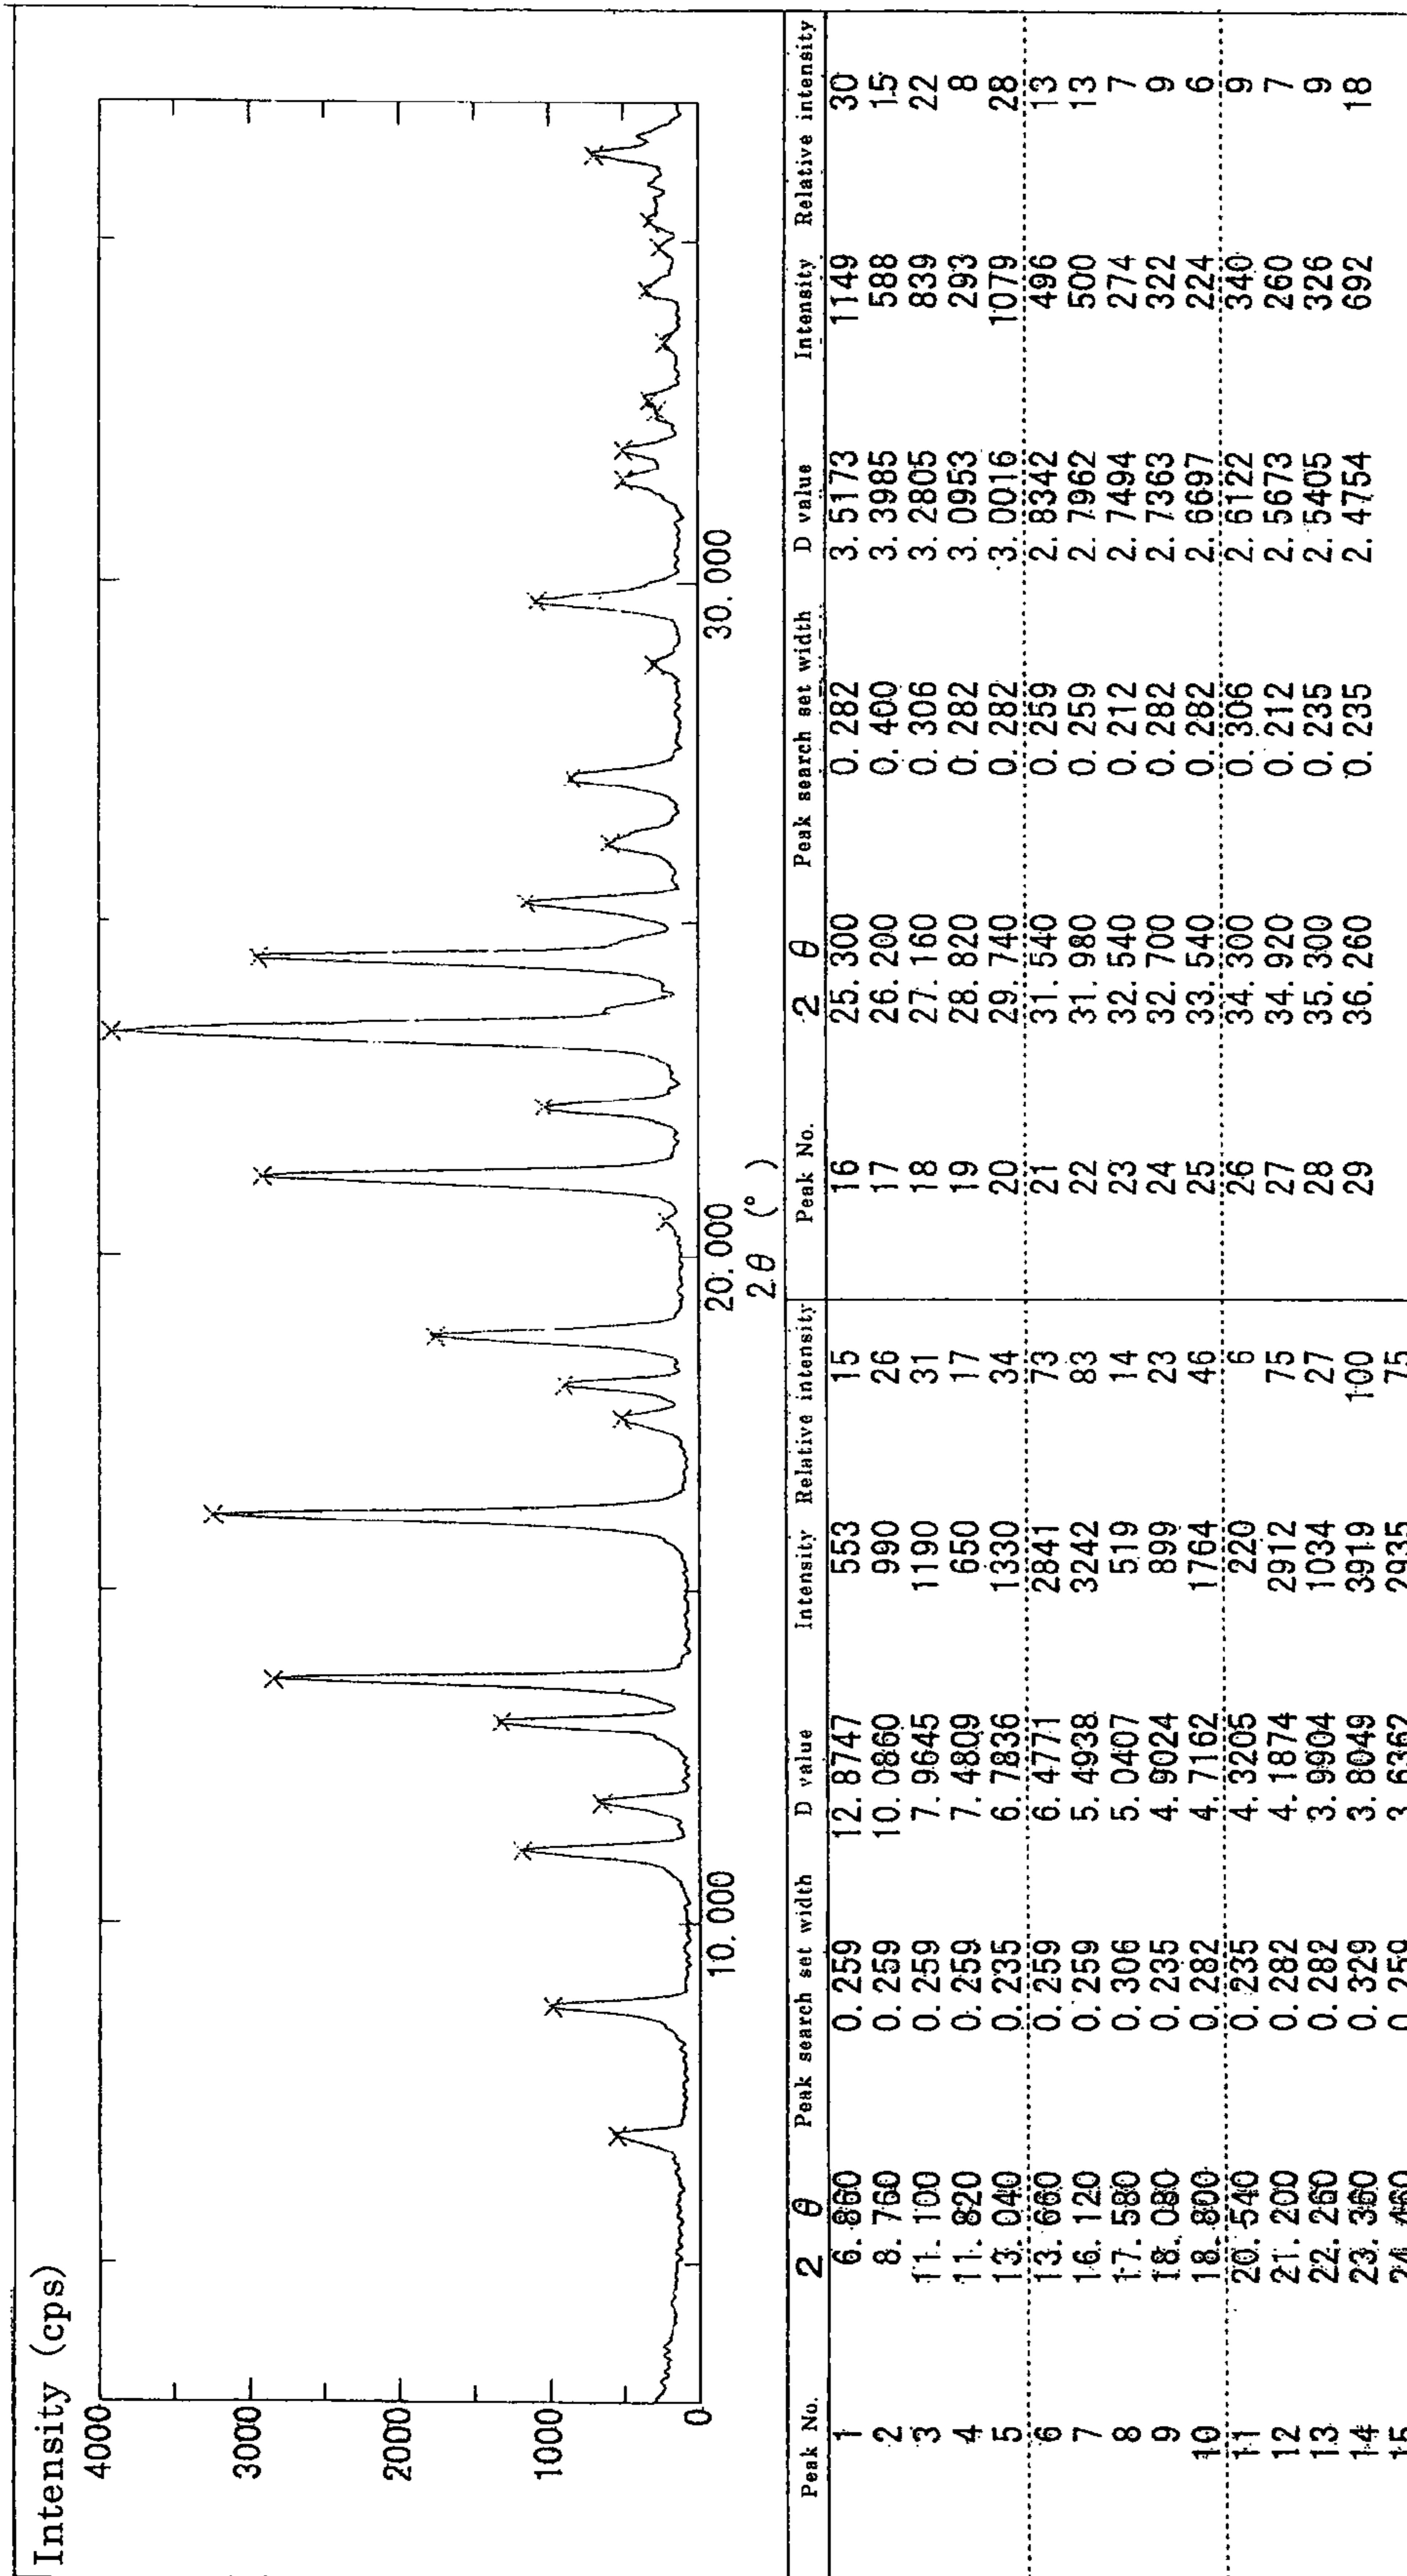 Intensity (cps)
4000
3000
2000
1000
0
10. 000
20. 000
30. 000
2θ (°)
Peak No. 2 θ Peak search set width D value Intensity Relative intensity
1 6. 860 0. 259 12. 8747 553 15
2 8. 760 0. 259 10. 0860 990 26
3 11. 100 0. 259 7. 9645 1190 31
4 11. 820 0. 259 7. 4809 650 17
5 13. 040 0. 235 6. 7836 1330 34
6 13. 660 0. 259 6. 4771 2841 73
7 16. 120 0. 259 5. 4938 3242 83
8 17. 580 0. 306 5. 0407 519 14
9 18. 080 0. 235 4. 9024 899 23
10 18. 800 0. 282 4. 7162 1764 46
11 20. 540 0. 235 4. 3205 220 6
12 21. 200 0. 282 4. 1874 2912 75
13 22. 260 0. 282 3. 9904 1034 27
14 23. 360 0. 329 3. 8049 3919 100
15 24. 460 0. 259 3. 6362 2935 75
Peak No. 2 θ Peak search set width D value Intensity Relative intensity
16 25. 300 0. 282 3. 5173 1149 30
17 26. 200 0. 400 3. 3985 588 15
18 27. 160 0. 306 3. 2805 839 22
19 28. 820 0. 282 3. 0953 293 8
20 29. 740 0. 282 3. 0016 1079 28
21 31. 540 0. 259 2. 8342 496 13
22 31. 980 0. 259 2. 7962 500 13
23 32. 540 0. 212 2. 7494 274 7
24 32. 700 0. 282 2. 7363 322 9
25 33. 540 0. 282 2. 6697 224 6
26 34. 300 0. 306 2. 6122 340 9
27 34. 920 0. 212 2. 5673 260 7
28 35. 300 0. 235 2. 5405 326 9
29 36. 260 0. 235 2. 4754 692 18